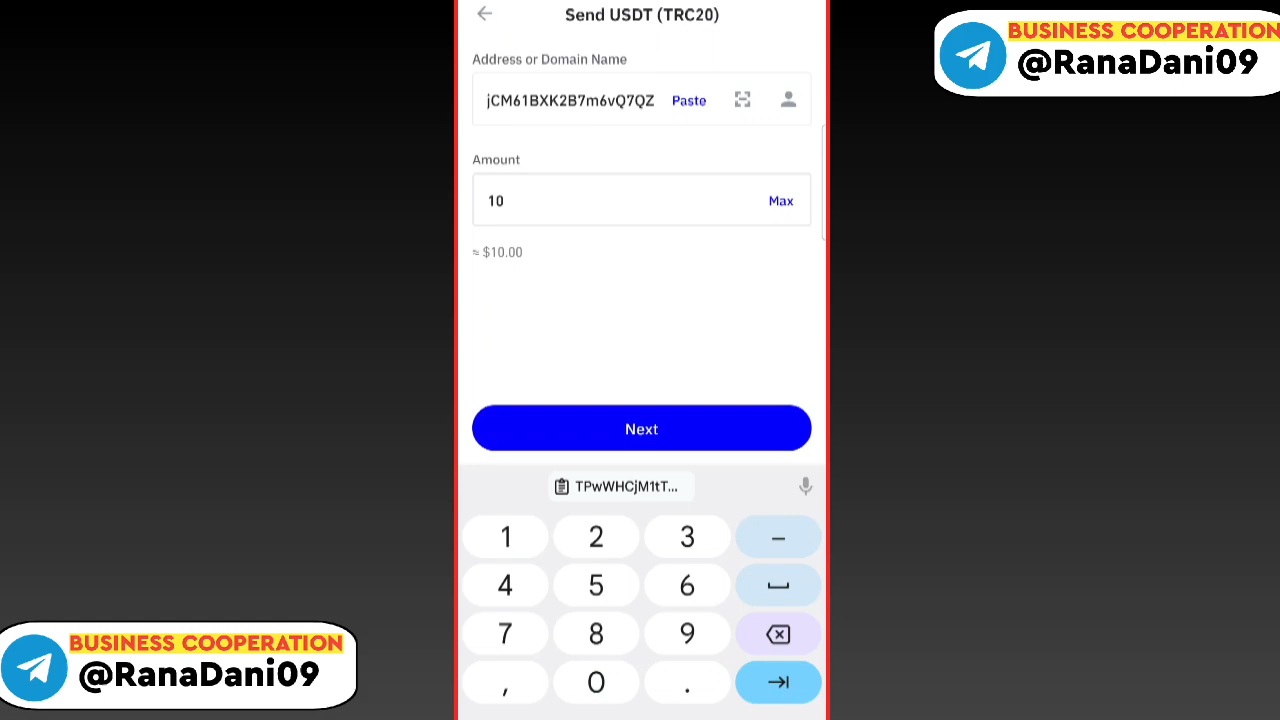 Send USDT (TRC20)
BUSINESS COOPERATION
@RanaDani09
Address or Domain Name
jCM61BXK2B7m6vQ7QZ Paste
Amount
10 Max
≈ $10.00
Next
TPwWHCjM1tT...
1 2 3 –
4 5 6
7 8 9
, 0 .
BUSINESS COOPERATION
@RanaDani09